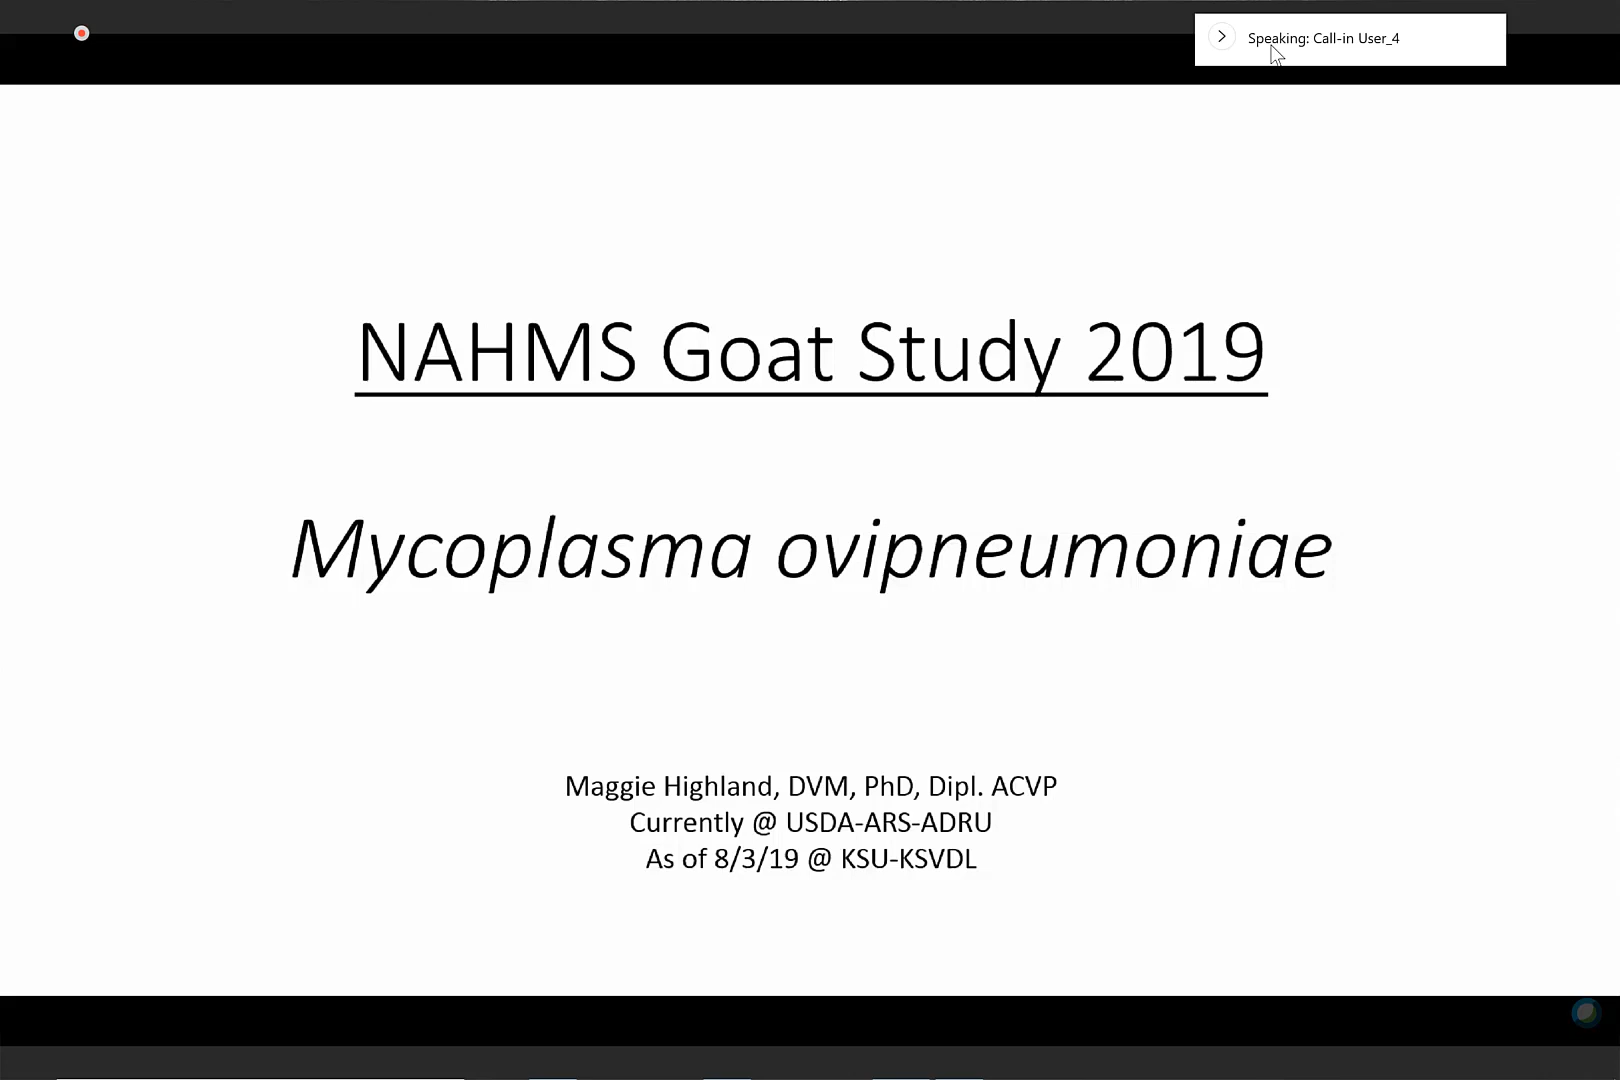 Speaking: Call-in User_4
NAHMS Goat Study 2019
Mycoplasma ovipneumoniae
Maggie Highland, DVM, PhD, Dipl. ACVP
Currently @ USDA-ARS-ADRU
As of 8/3/19 @ KSU-KSVDL